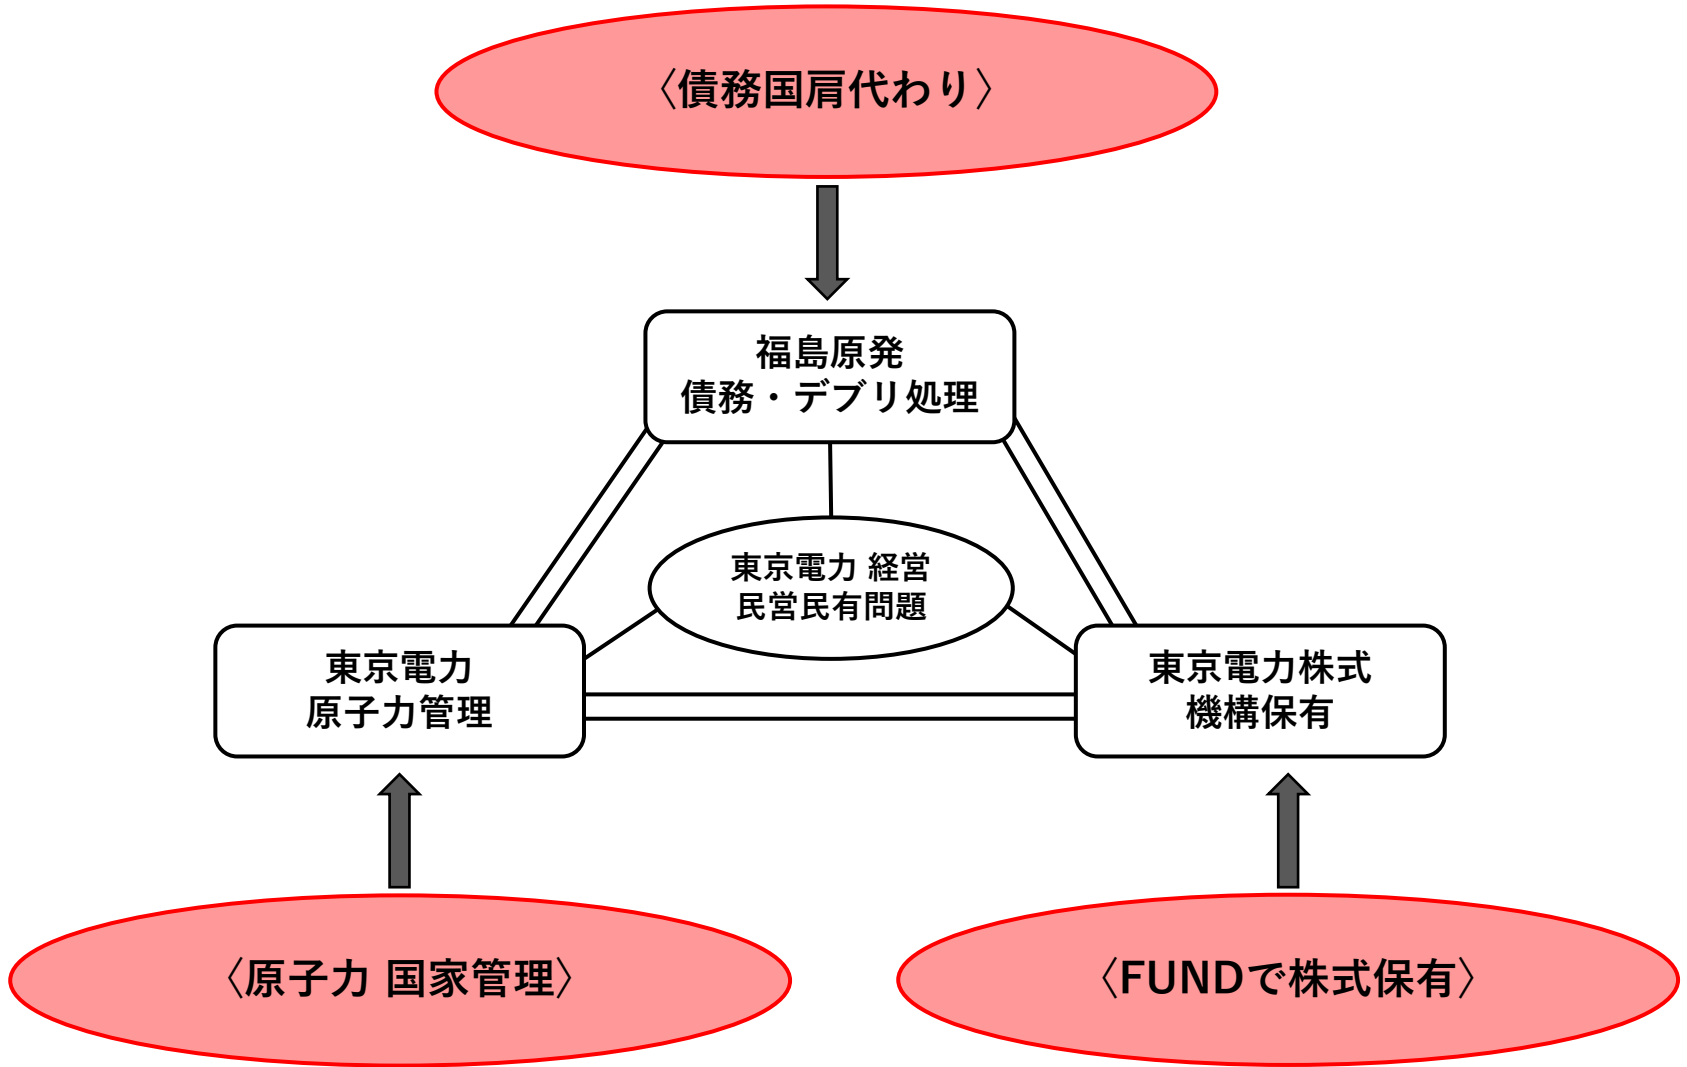 〈債務国肩代わり〉
福島原発
債務・デブリ処理
東京電力 経営
民営民有問題
東京電力
原子力管理
東京電力株式
機構保有
〈原子力 国家管理〉
〈FUNDで株式保有〉